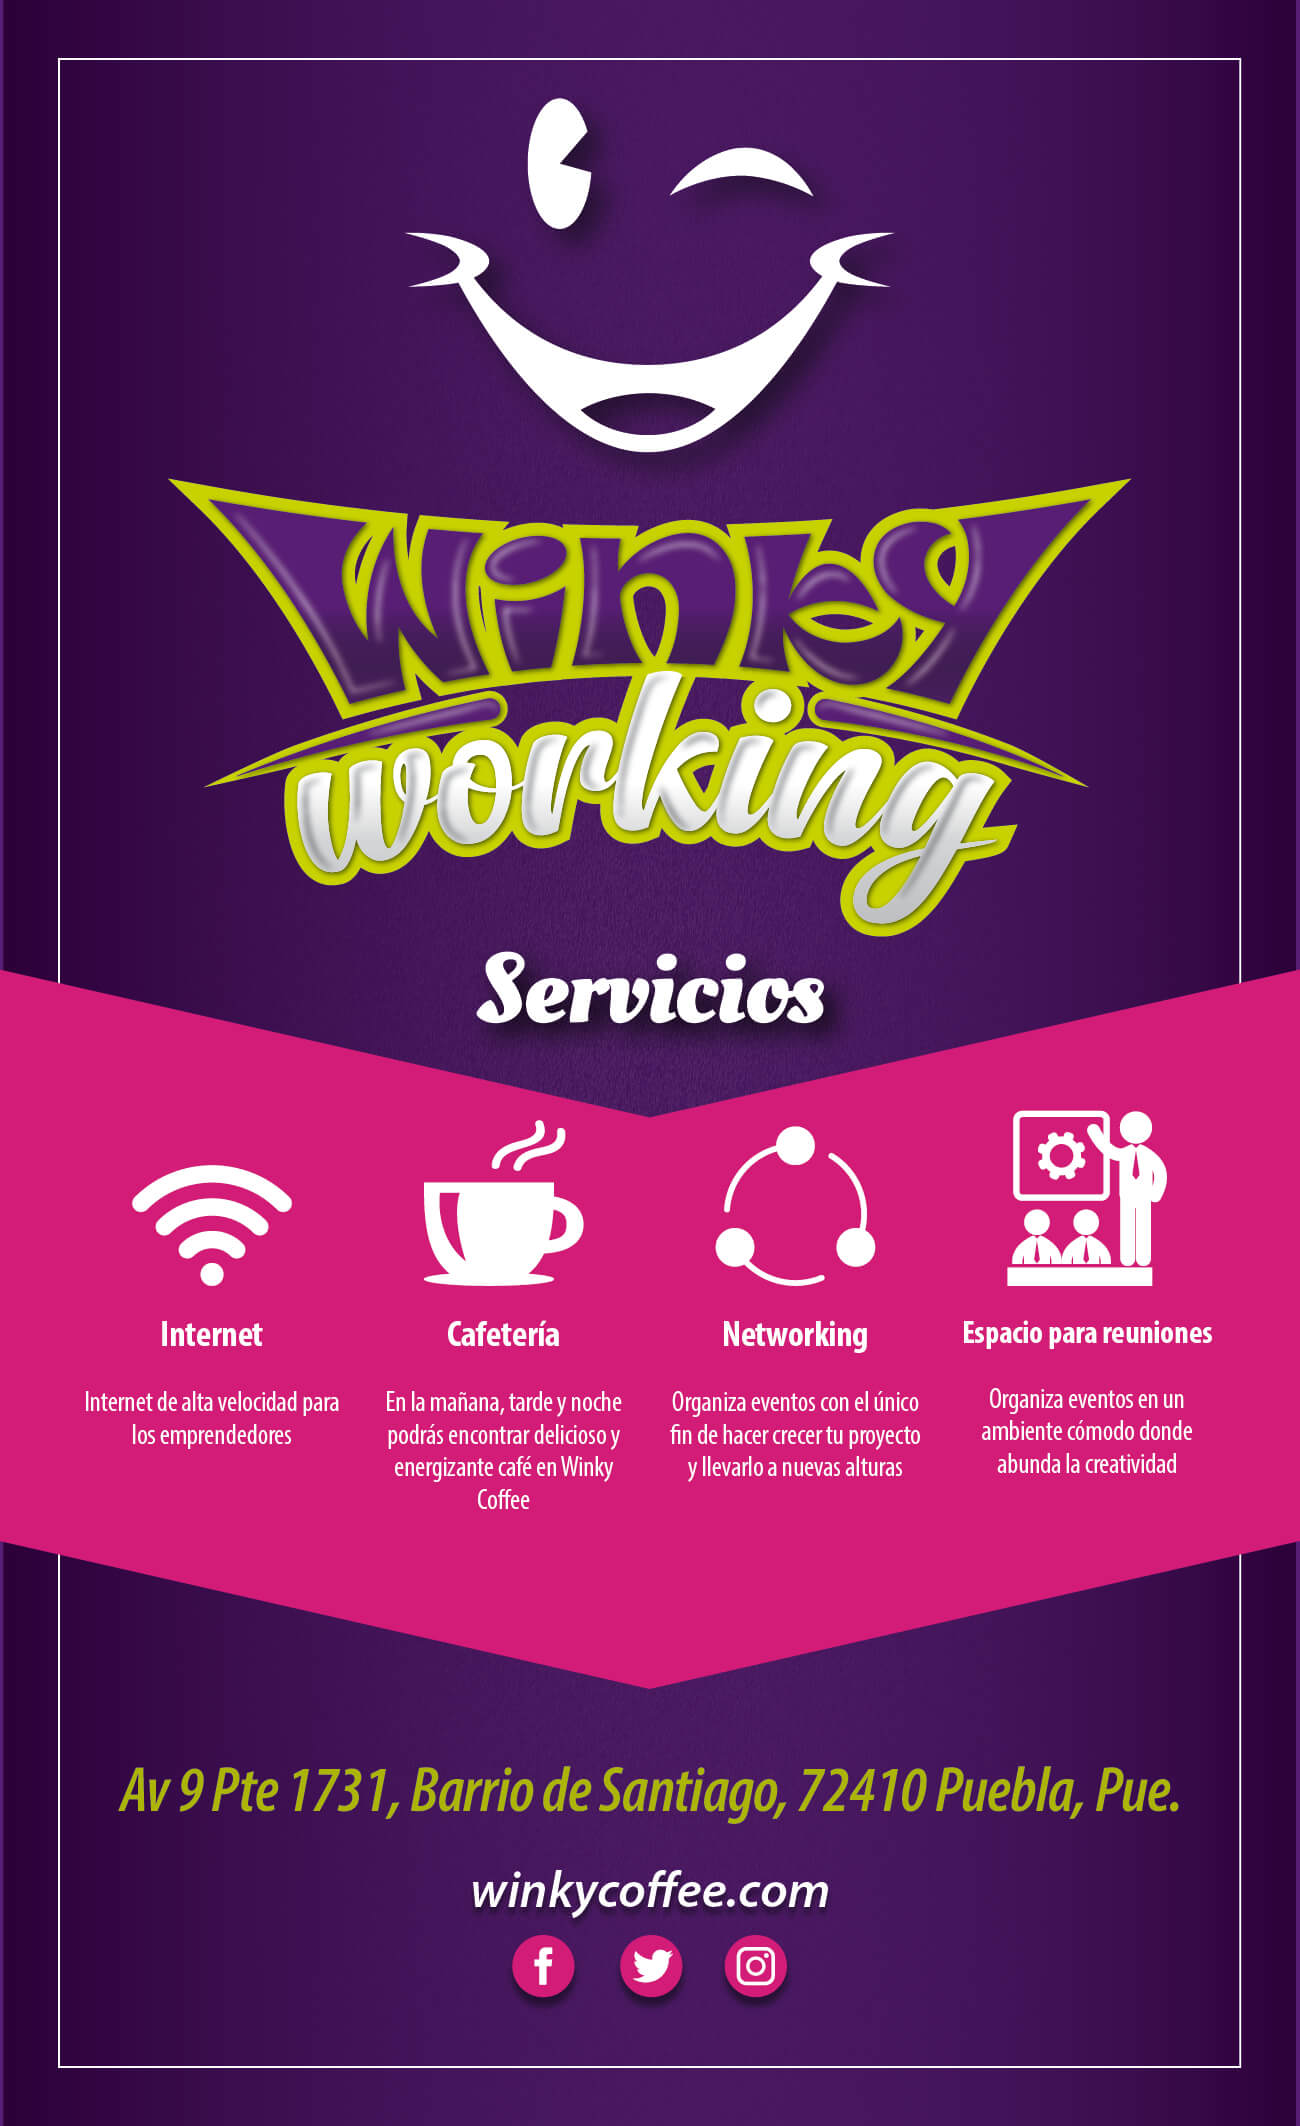 Winky
working
Servicios
Internet
Internet de alta velocidad para
los emprendedores
Cafetería
En la mañana, tarde y noche
podrás encontrar delicioso y
energizante café en Winky
Coffee
Networking
Organiza eventos con el único
fin de hacer crecer tu proyecto
y llevarlo a nuevas alturas
Espacio para reuniones
Organiza eventos en un
ambiente cómodo donde
abunda la creatividad
Av 9 Pte 1731, Barrio de Santiago, 72410 Puebla, Pue.
winkycoffee.com